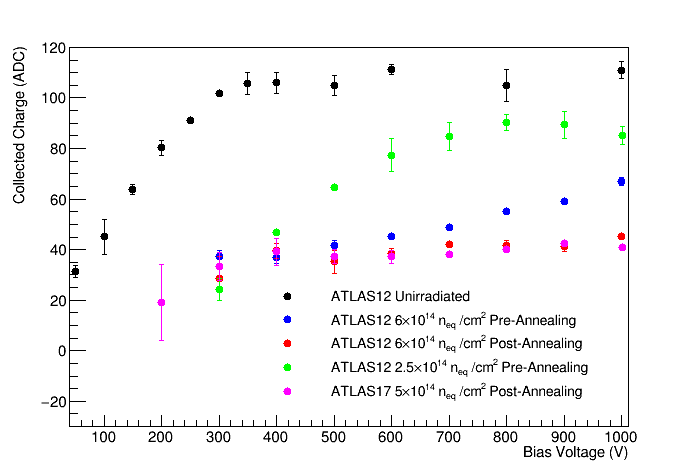 Collected Charge (ADC)
120
100
80
60
40
20
0
−20
ATLAS12 Unirradiated
ATLAS12 6×10¹⁴ n_eq /cm² Pre-Annealing
ATLAS12 6×10¹⁴ n_eq /cm² Post-Annealing
ATLAS12 2.5×10¹⁴ n_eq /cm² Pre-Annealing
ATLAS17 5×10¹⁴ n_eq /cm² Post-Annealing
100 200 300 400 500 600 700 800 900 1000
Bias Voltage (V)